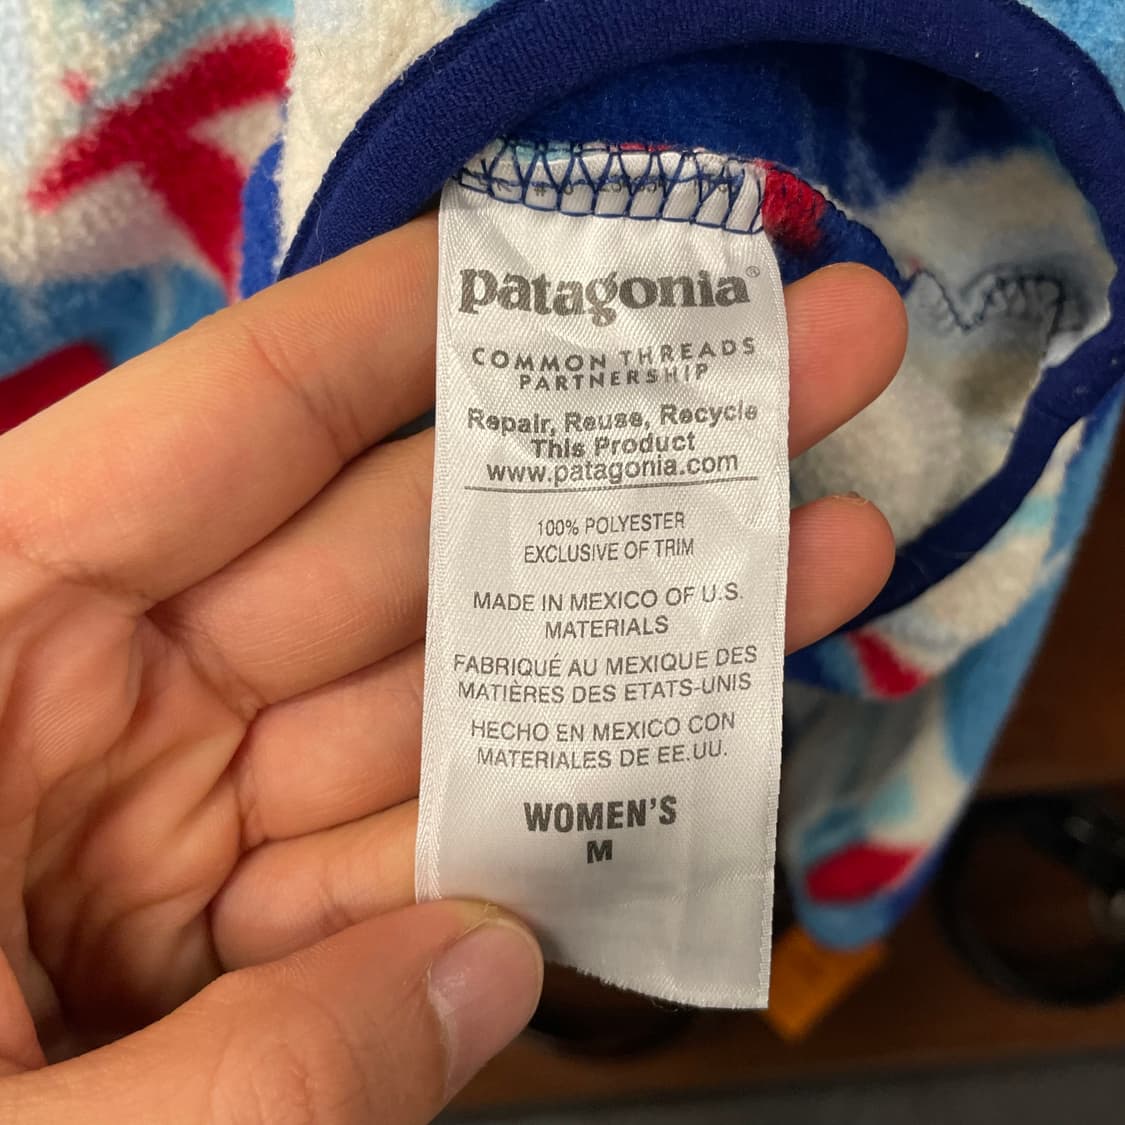 patagonia®
COMMON THREADS
PARTNERSHIP
Repair, Reuse, Recycle
This Product
www.patagonia.com
100% POLYESTER
EXCLUSIVE OF TRIM
MADE IN MEXICO OF U.S.
MATERIALS
FABRIQUÉ AU MEXIQUE DES
MATIÈRES DES ETATS-UNIS
HECHO EN MEXICO CON
MATERIALES DE EE.UU.
WOMEN'S
M